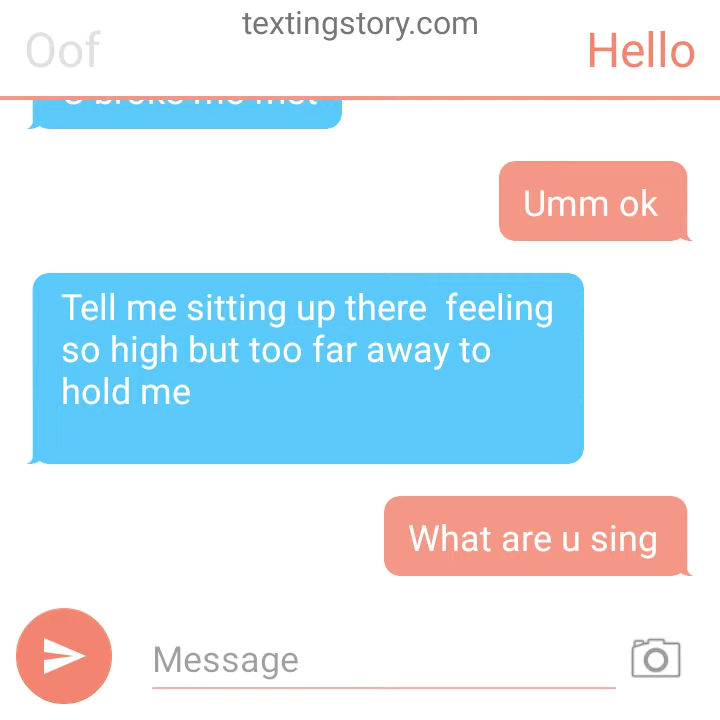 textingstory.com
Oof
Hello
Umm ok
Tell me sitting up there  feeling
so high but too far away to
hold me
What are u sing
Message